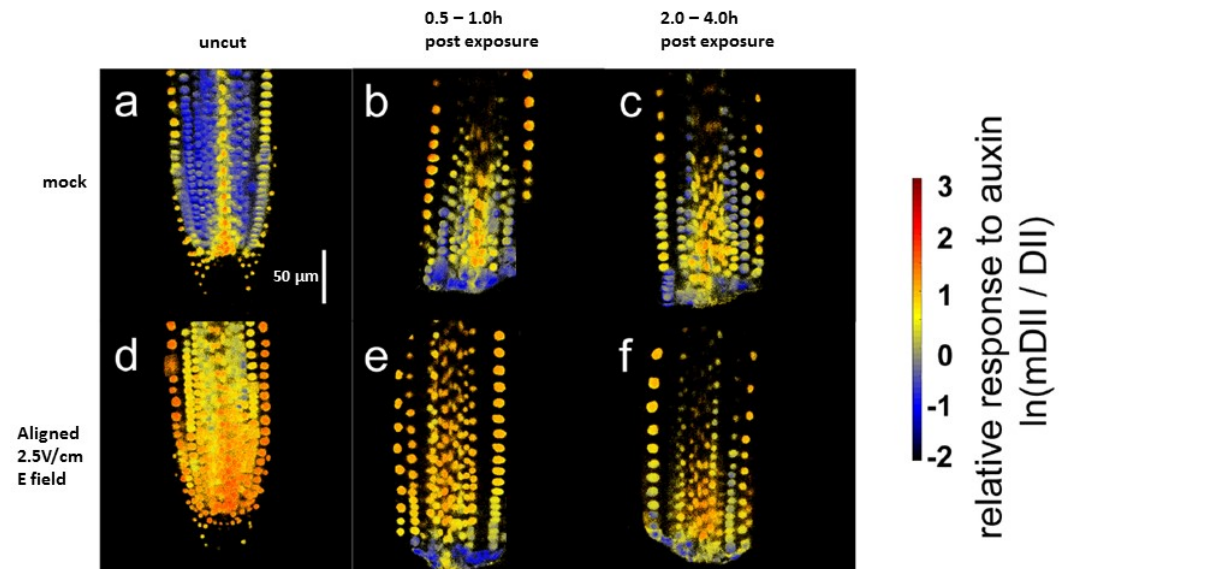 uncut
0.5 – 1.0h
post exposure
2.0 – 4.0h
post exposure
mock
a
b
c
50 µm
Aligned
2.5V/cm
E field
d
e
f
3
2
1
0
-1
-2
relative response to auxin
ln(mDII / DII)